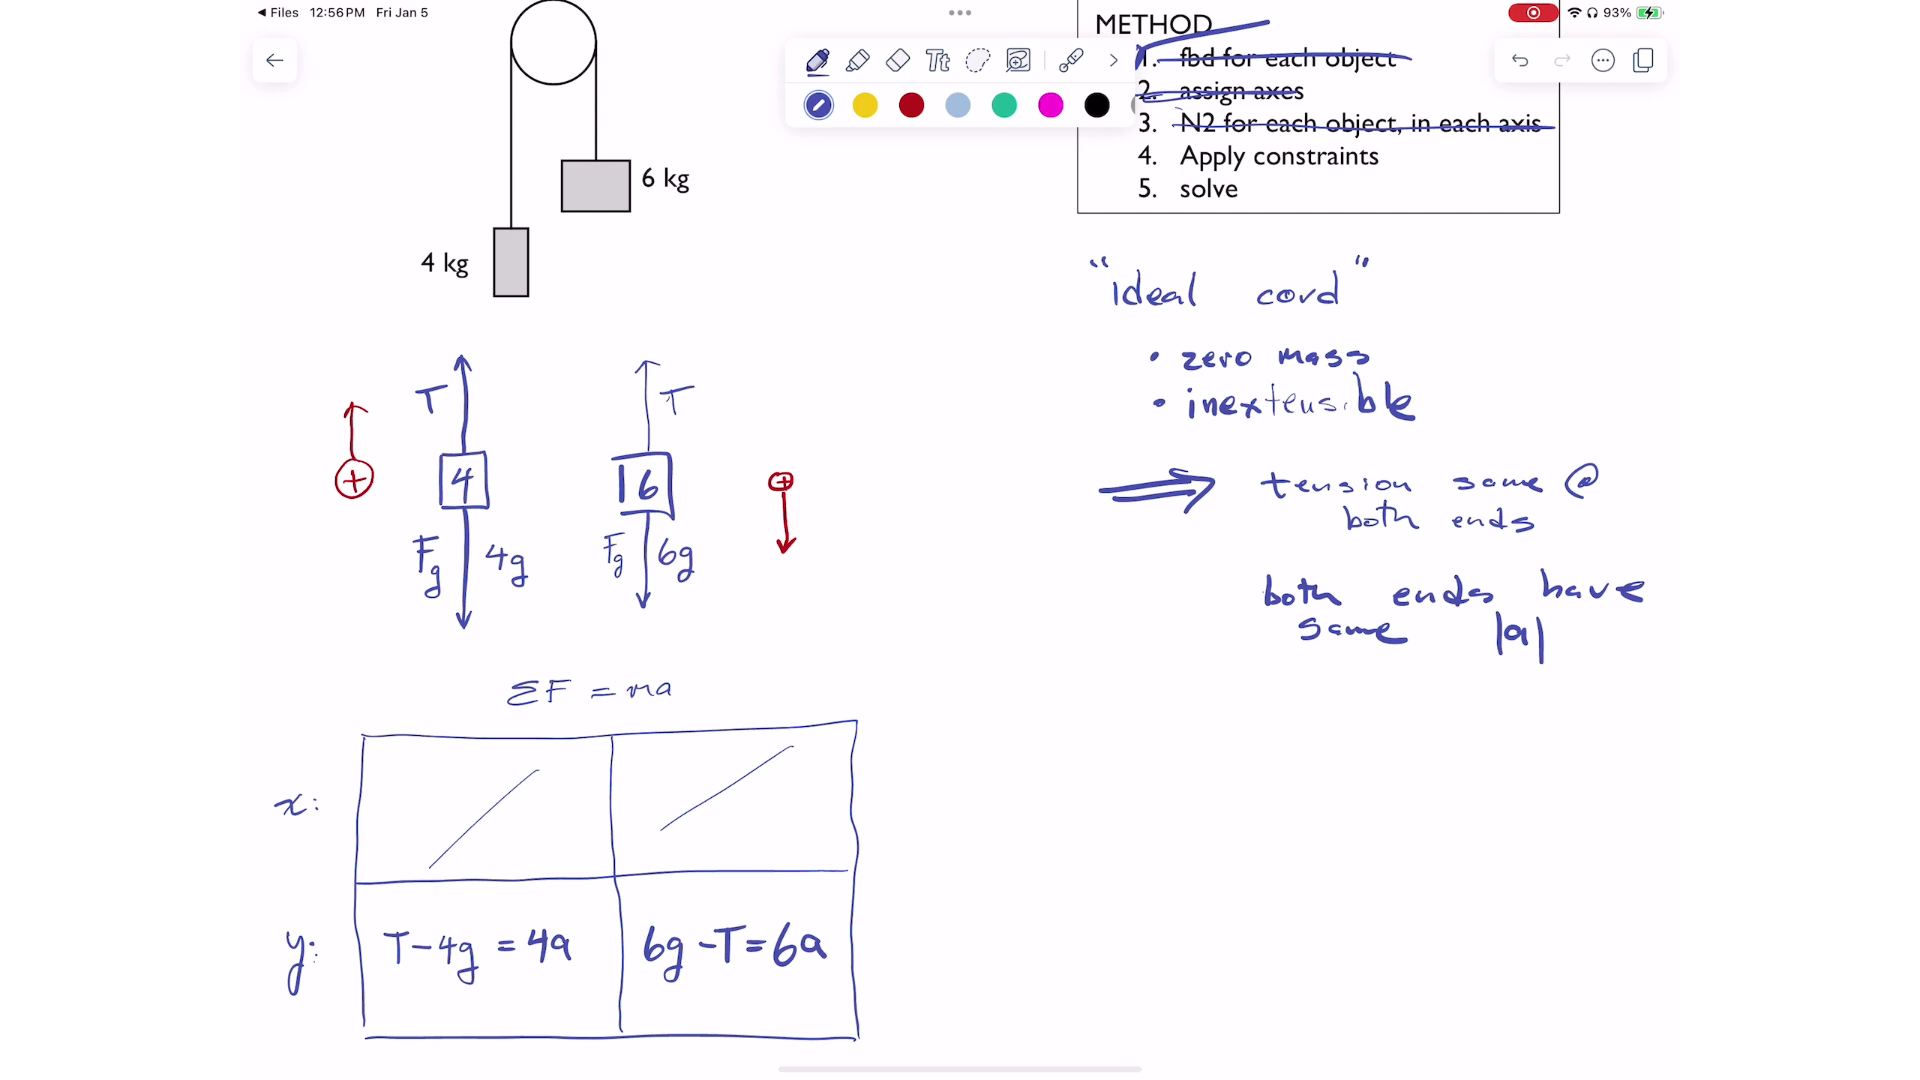 ◀ Files 12:56 PM Fri Jan 5
93%
METHOD
1. fbd for each object
2. assign axes
3. N2 for each object, in each axis
4. Apply constraints
5. solve
Tt
6 kg
4 kg
"ideal cord"
• zero mass
• inextensible
⇒ tension same @
both ends
both ends have
same |a|
T T
+ 4 6 +
Fg 4g Fg 6g
ΣF = ma
x:
y: T - 4g = 4a 6g - T = 6a